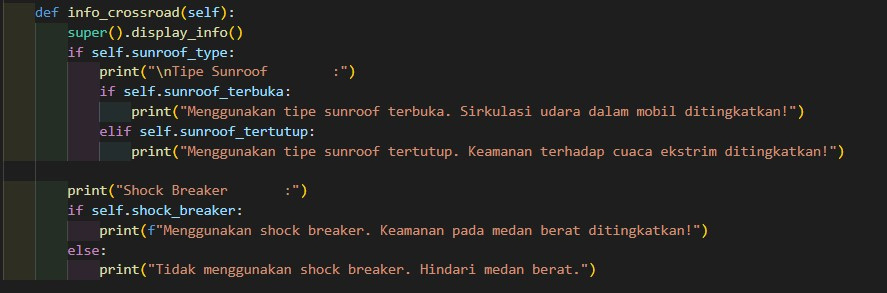 def info_crossroad(self):
    super().display_info()
    if self.sunroof_type:
        print("\nTipe Sunroof        :")
        if self.sunroof_terbuka:
            print("Menggunakan tipe sunroof terbuka. Sirkulasi udara dalam mobil ditingkatkan!")
        elif self.sunroof_tertutup:
            print("Menggunakan tipe sunroof tertutup. Keamanan terhadap cuaca ekstrim ditingkatkan!")
    print("Shock Breaker       :")
    if self.shock_breaker:
        print(f"Menggunakan shock breaker. Keamanan pada medan berat ditingkatkan!")
    else:
        print("Tidak menggunakan shock breaker. Hindari medan berat.")